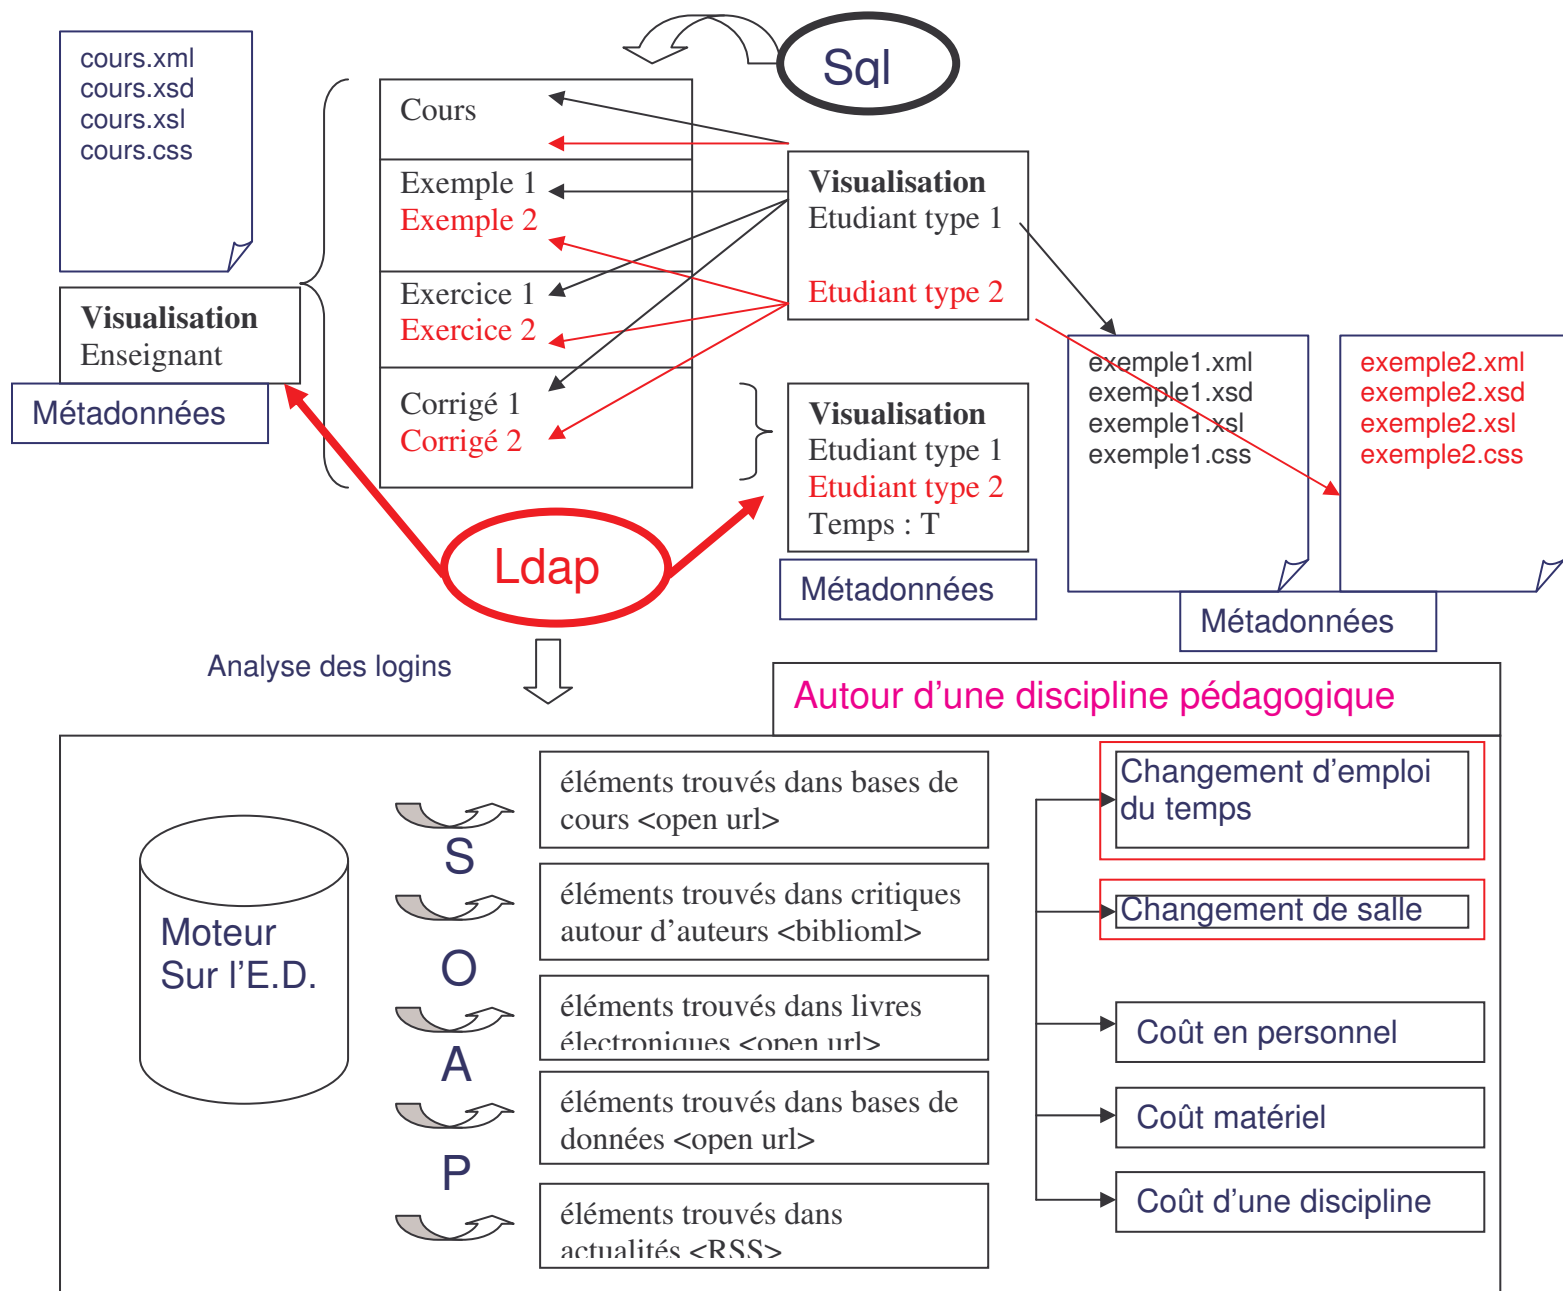 cours.xml
cours.xsd
cours.xsl
cours.css
Sql
Cours
Exemple 1
Exemple 2
Exercice 1
Exercice 2
Corrigé 1
Corrigé 2
Visualisation
Enseignant
Métadonnées
Visualisation
Etudiant type 1
Etudiant type 2
Visualisation
Etudiant type 1
Etudiant type 2
Temps : T
Métadonnées
exemple1.xml
exemple1.xsd
exemple1.xsl
exemple1.css
exemple2.xml
exemple2.xsd
exemple2.xsl
exemple2.css
Métadonnées
Ldap
Analyse des logins
Autour d’une discipline pédagogique
Moteur
Sur l’E.D.
S
O
A
P
éléments trouvés dans bases de
cours <open url>
éléments trouvés dans critiques
autour d’auteurs <biblioml>
éléments trouvés dans livres
électroniques <open url>
éléments trouvés dans bases de
données <open url>
éléments trouvés dans
actualités <RSS>
Changement d’emploi
du temps
Changement de salle
Coût en personnel
Coût matériel
Coût d’une discipline